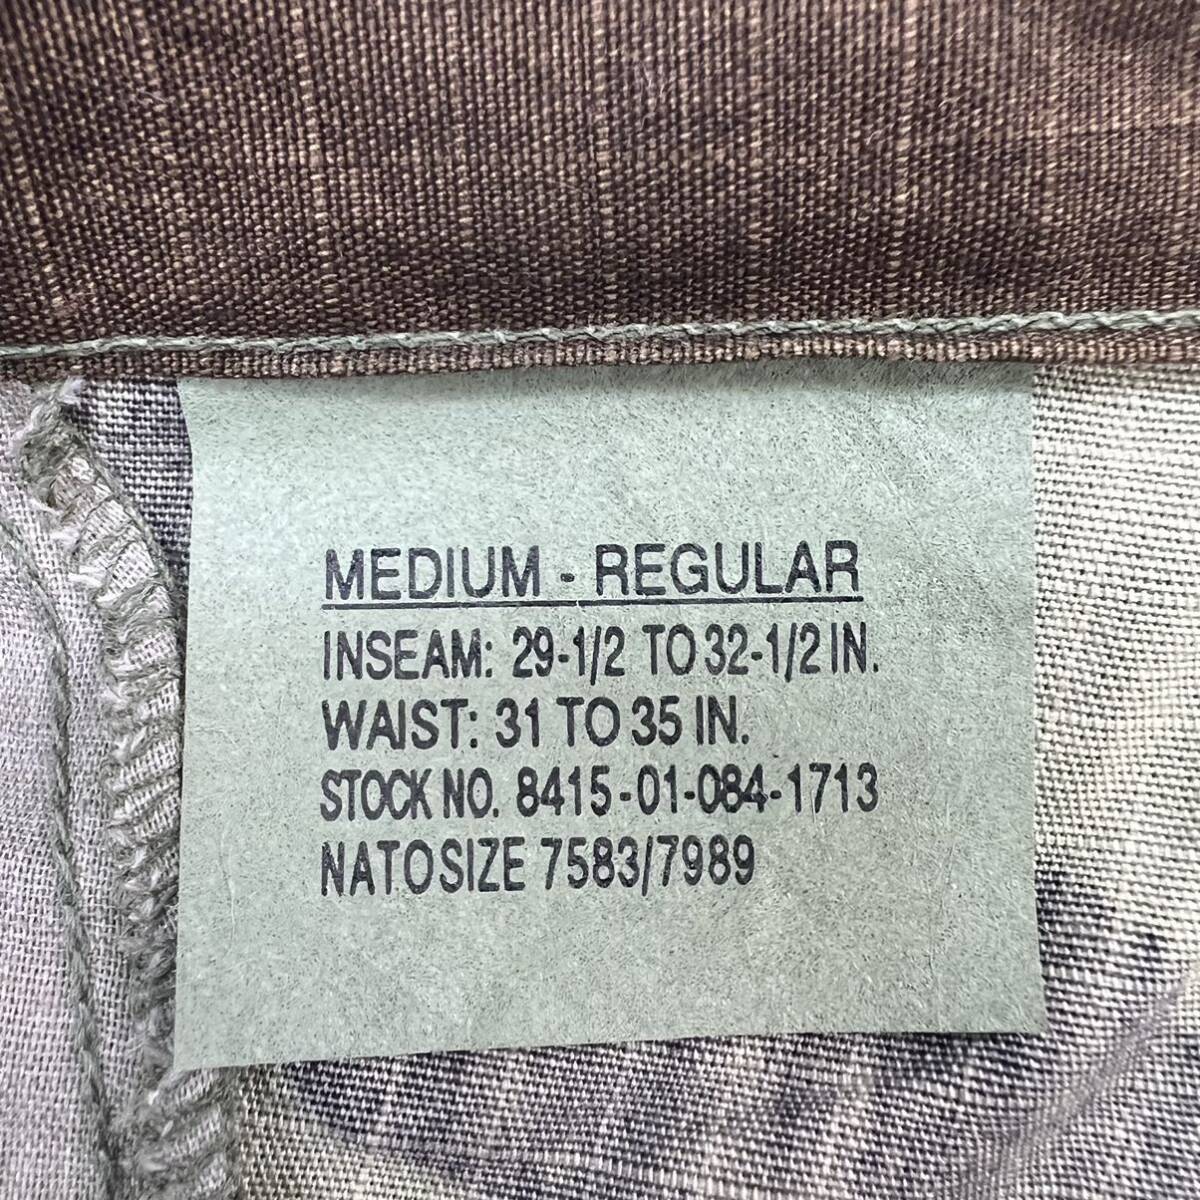 MEDIUM - REGULAR
INSEAM: 29-1/2 TO 32-1/2 IN.
WAIST: 31 TO 35 IN.
STOCK NO. 8415-01-084-1713
NATO SIZE 7583/7989